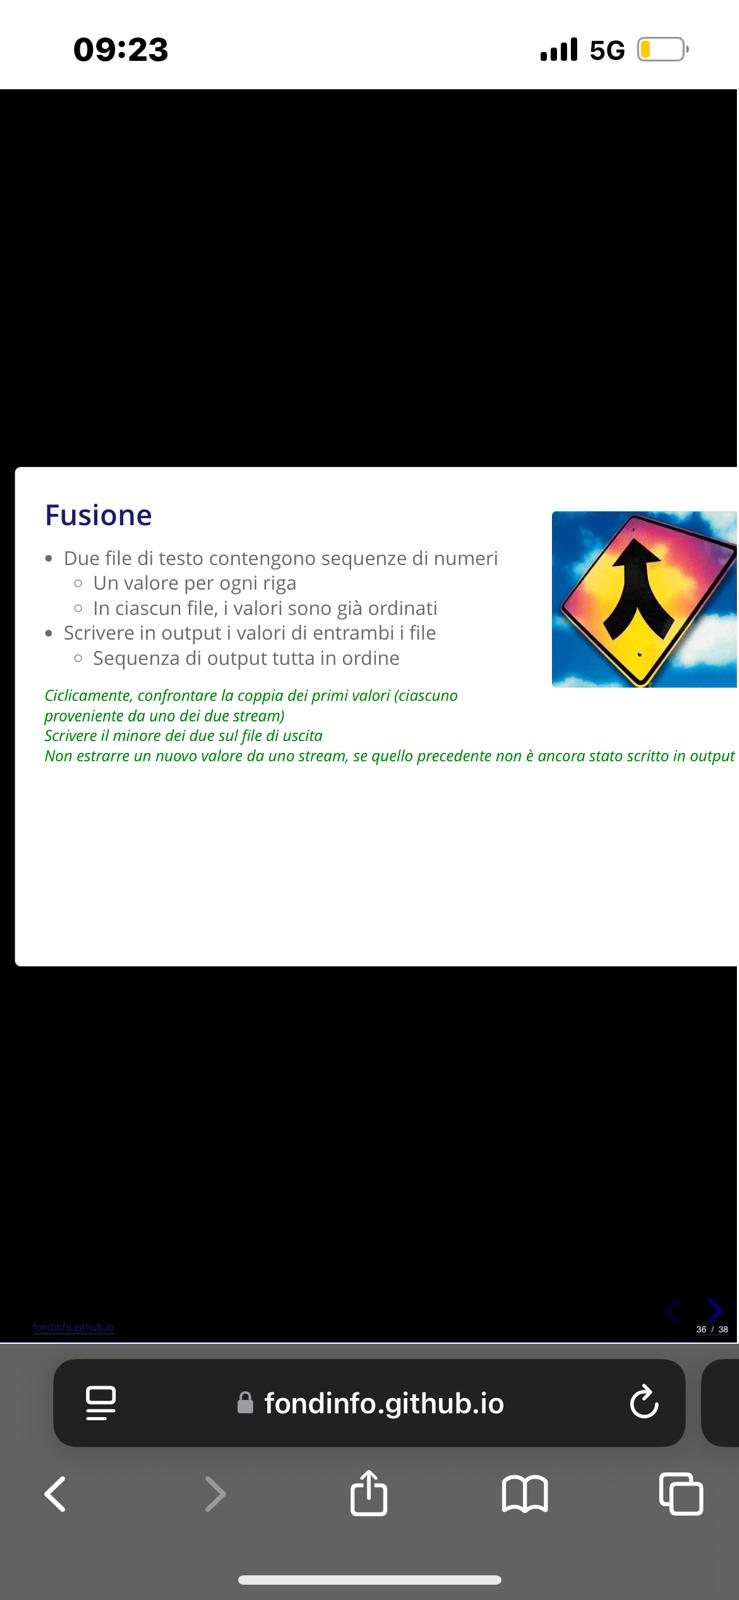 09:23
5G
Fusione
• Due file di testo contengono sequenze di numeri
○ Un valore per ogni riga
○ In ciascun file, i valori sono già ordinati
• Scrivere in output i valori di entrambi i file
○ Sequenza di output tutta in ordine
Ciclicamente, confrontare la coppia dei primi valori (ciascuno
proveniente da uno dei due stream)
Scrivere il minore dei due sul file di uscita
Non estrarre un nuovo valore da uno stream, se quello precedente non è ancora stato scritto in output
fondinfo.github.io
36 / 38
fondinfo.github.io